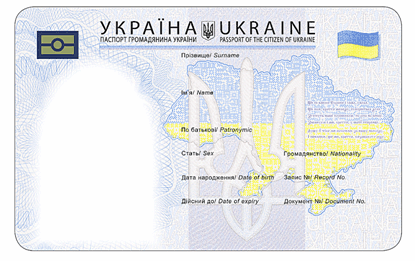 УКРАЇНА UKRAINE
ПАСПОРТ ГРОМАДЯНИНА УКРАЇНИ PASSPORT OF THE CITIZEN OF UKRAINE
Прізвище/ Surname
Ім'я/ Name
По батькові/ Patronymic
Стать/ Sex Громадянство/ Nationality
Дата народження/ Date of birth Запис №/ Record No.
Дійсний до/ Date of expiry Документ №/ Document No.